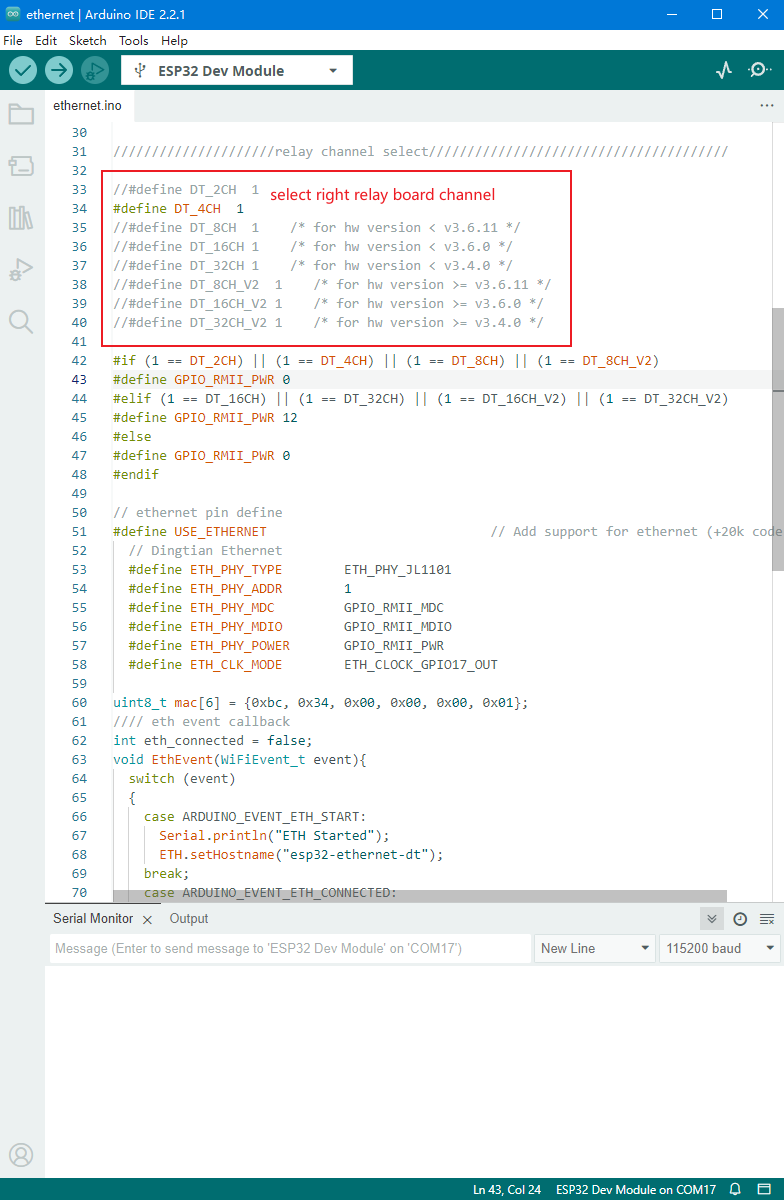 ethernet | Arduino IDE 2.2.1
File Edit Sketch Tools Help
ESP32 Dev Module
ethernet.ino
30
31 /////////////////////relay channel select///////////////////////////////////////
32
33 //#define DT_2CH  1 select right relay board channel
34 #define DT_4CH  1
35 //#define DT_8CH  1    /* for hw version < v3.6.11 */
36 //#define DT_16CH 1    /* for hw version < v3.6.0 */
37 //#define DT_32CH 1    /* for hw version < v3.4.0 */
38 //#define DT_8CH_V2  1    /* for hw version >= v3.6.11 */
39 //#define DT_16CH_V2 1    /* for hw version >= v3.6.0 */
40 //#define DT_32CH_V2 1    /* for hw version >= v3.4.0 */
41
42 #if (1 == DT_2CH) || (1 == DT_4CH) || (1 == DT_8CH) || (1 == DT_8CH_V2)
43 #define GPIO_RMII_PWR 0
44 #elif (1 == DT_16CH) || (1 == DT_32CH) || (1 == DT_16CH_V2) || (1 == DT_32CH_V2)
45 #define GPIO_RMII_PWR 12
46 #else
47 #define GPIO_RMII_PWR 0
48 #endif
49
50 // ethernet pin define
51 #define USE_ETHERNET                             // Add support for ethernet (+20k code
52   // Dingtian Ethernet
53   #define ETH_PHY_TYPE        ETH_PHY_JL1101
54   #define ETH_PHY_ADDR        1
55   #define ETH_PHY_MDC         GPIO_RMII_MDC
56   #define ETH_PHY_MDIO        GPIO_RMII_MDIO
57   #define ETH_PHY_POWER       GPIO_RMII_PWR
58   #define ETH_CLK_MODE        ETH_CLOCK_GPIO17_OUT
59
60 uint8_t mac[6] = {0xbc, 0x34, 0x00, 0x00, 0x00, 0x01};
61 //// eth event callback
62 int eth_connected = false;
63 void EthEvent(WiFiEvent_t event){
64   switch (event)
65   {
66     case ARDUINO_EVENT_ETH_START:
67       Serial.println("ETH Started");
68       ETH.setHostname("esp32-ethernet-dt");
69     break;
70     case ARDUINO_EVENT_ETH_CONNECTED:
Serial Monitor Output
Message (Enter to send message to 'ESP32 Dev Module' on 'COM17') New Line 115200 baud
Ln 43, Col 24 ESP32 Dev Module on COM17